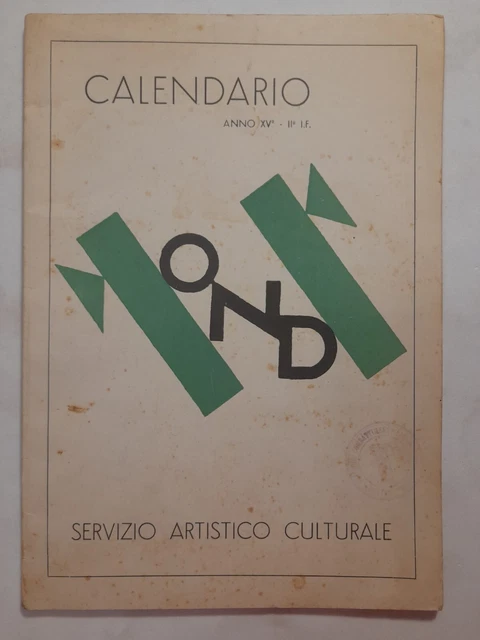 CALENDARIO
ANNO XV° - II° I.F.
OND
SERVIZIO ARTISTICO CULTURALE